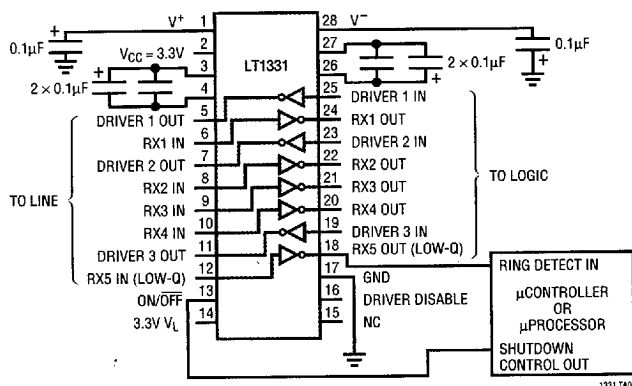 V+ 1 28 V−
0.1µF 2 27 0.1µF
VCC = 3.3V 3 LT1331 26 2 × 0.1µF
2 × 0.1µF 4 25 DRIVER 1 IN
DRIVER 1 OUT 5 24 RX1 OUT
RX1 IN 6 23 DRIVER 2 IN
DRIVER 2 OUT 7 22 RX2 OUT
TO LINE RX2 IN 8 21 RX3 OUT TO LOGIC
RX3 IN 9 20 RX4 OUT
RX4 IN 10 19 DRIVER 3 IN
DRIVER 3 OUT 11 18 RX5 OUT (LOW-Q)
RX5 IN (LOW-Q) 12 17 GND
ON/OFF 13 16 DRIVER DISABLE
3.3V VL 14 15 NC
RING DETECT IN
µCONTROLLER
OR
µPROCESSOR
SHUTDOWN
CONTROL OUT